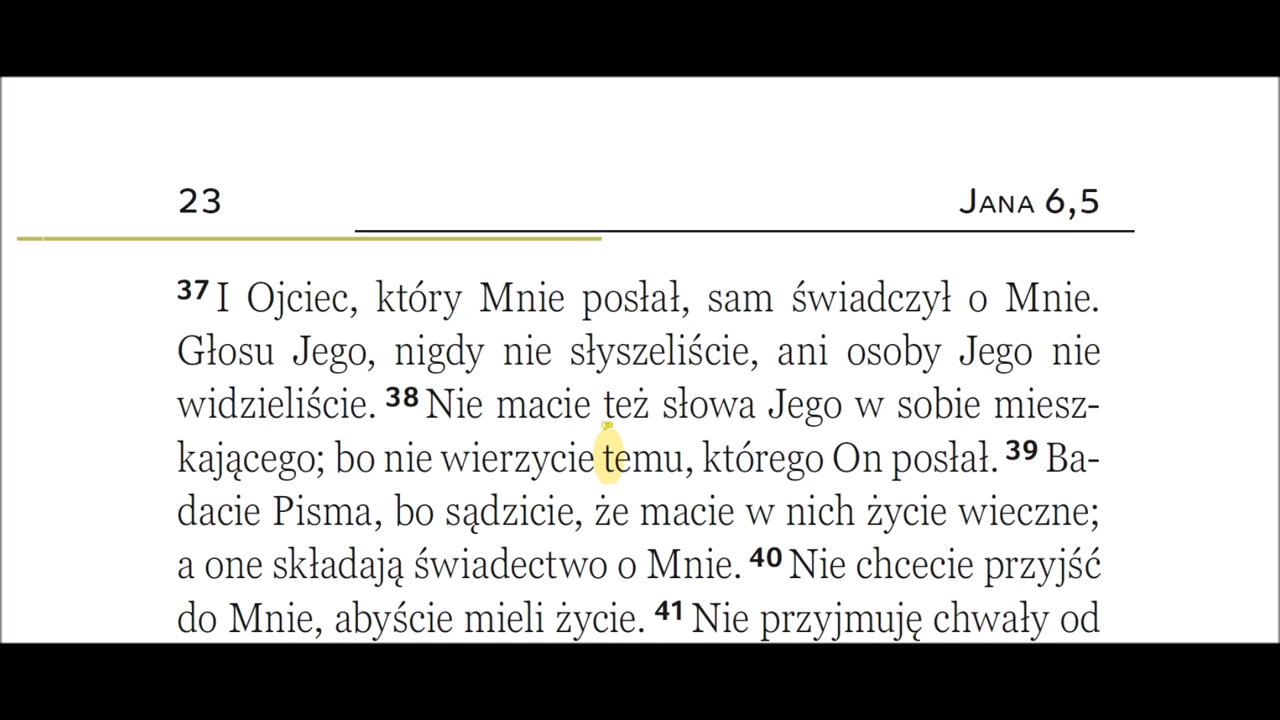 23 Jana 6,5
37 I Ojciec, który Mnie posłał, sam świadczył o Mnie.
Głosu Jego, nigdy nie słyszeliście, ani osoby Jego nie
widzieliście. 38 Nie macie też słowa Jego w sobie miesz-
kającego; bo nie wierzycie temu, którego On posłał. 39 Ba-
dacie Pisma, bo sądzicie, że macie w nich życie wieczne;
a one składają świadectwo o Mnie. 40 Nie chcecie przyjść
do Mnie, abyście mieli życie. 41 Nie przyjmuję chwały od